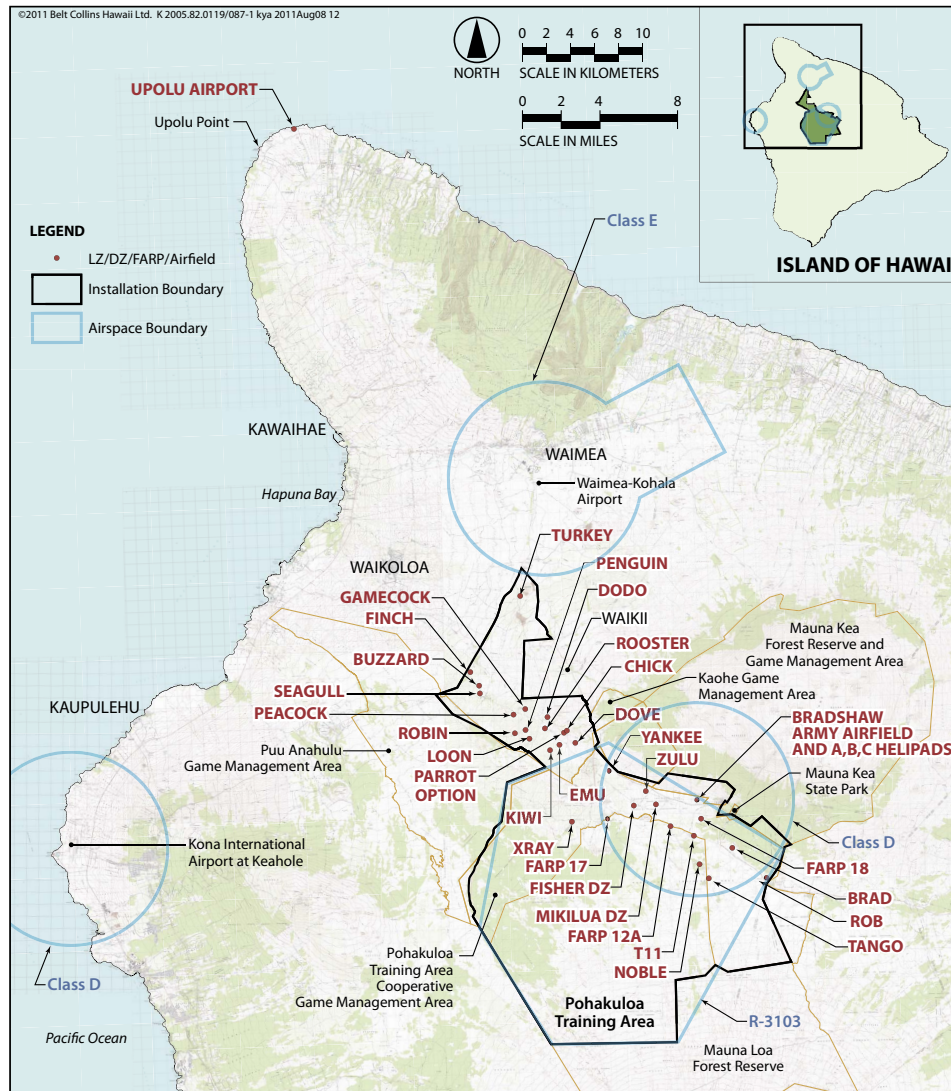 ©2011 Belt Collins Hawaii Ltd. K 2005.82.0119/087-1 kya 2011Aug08 12
NORTH
0 2 4 6 8 10
SCALE IN KILOMETERS
0 2 4 8
SCALE IN MILES
ISLAND OF HAWAI
UPOLU AIRPORT
Upolu Point
LEGEND
LZ/DZ/FARP/Airfield
Installation Boundary
Airspace Boundary
Class E
KAWAIHAE
WAIMEA
Hapuna Bay
Waimea-Kohala
Airport
TURKEY
PENGUIN
WAIKOLOA
DODO
GAMECOCK
FINCH
WAIKII
ROOSTER
Mauna Kea
Forest Reserve and
Game Management Area
BUZZARD
CHICK
Kaohe Game
Management Area
SEAGULL
KAUPULEHU
PEACOCK
DOVE
BRADSHAW
ARMY AIRFIELD
AND A,B,C HELIPADS
ROBIN
YANKEE
Puu Anahulu
Game Management Area
LOON
ZULU
PARROT
OPTION
EMU
Mauna Kea
State Park
KIWI
Kona International
Airport at Keahole
XRAY
Class D
FARP 17
FARP 18
FISHER DZ
BRAD
MIKILUA DZ
ROB
FARP 12A
TANGO
T11
NOBLE
Pohakuloa
Training Area
Cooperative
Game Management Area
Class D
Pohakuloa
Training Area
R-3103
Pacific Ocean
Mauna Loa
Forest Reserve